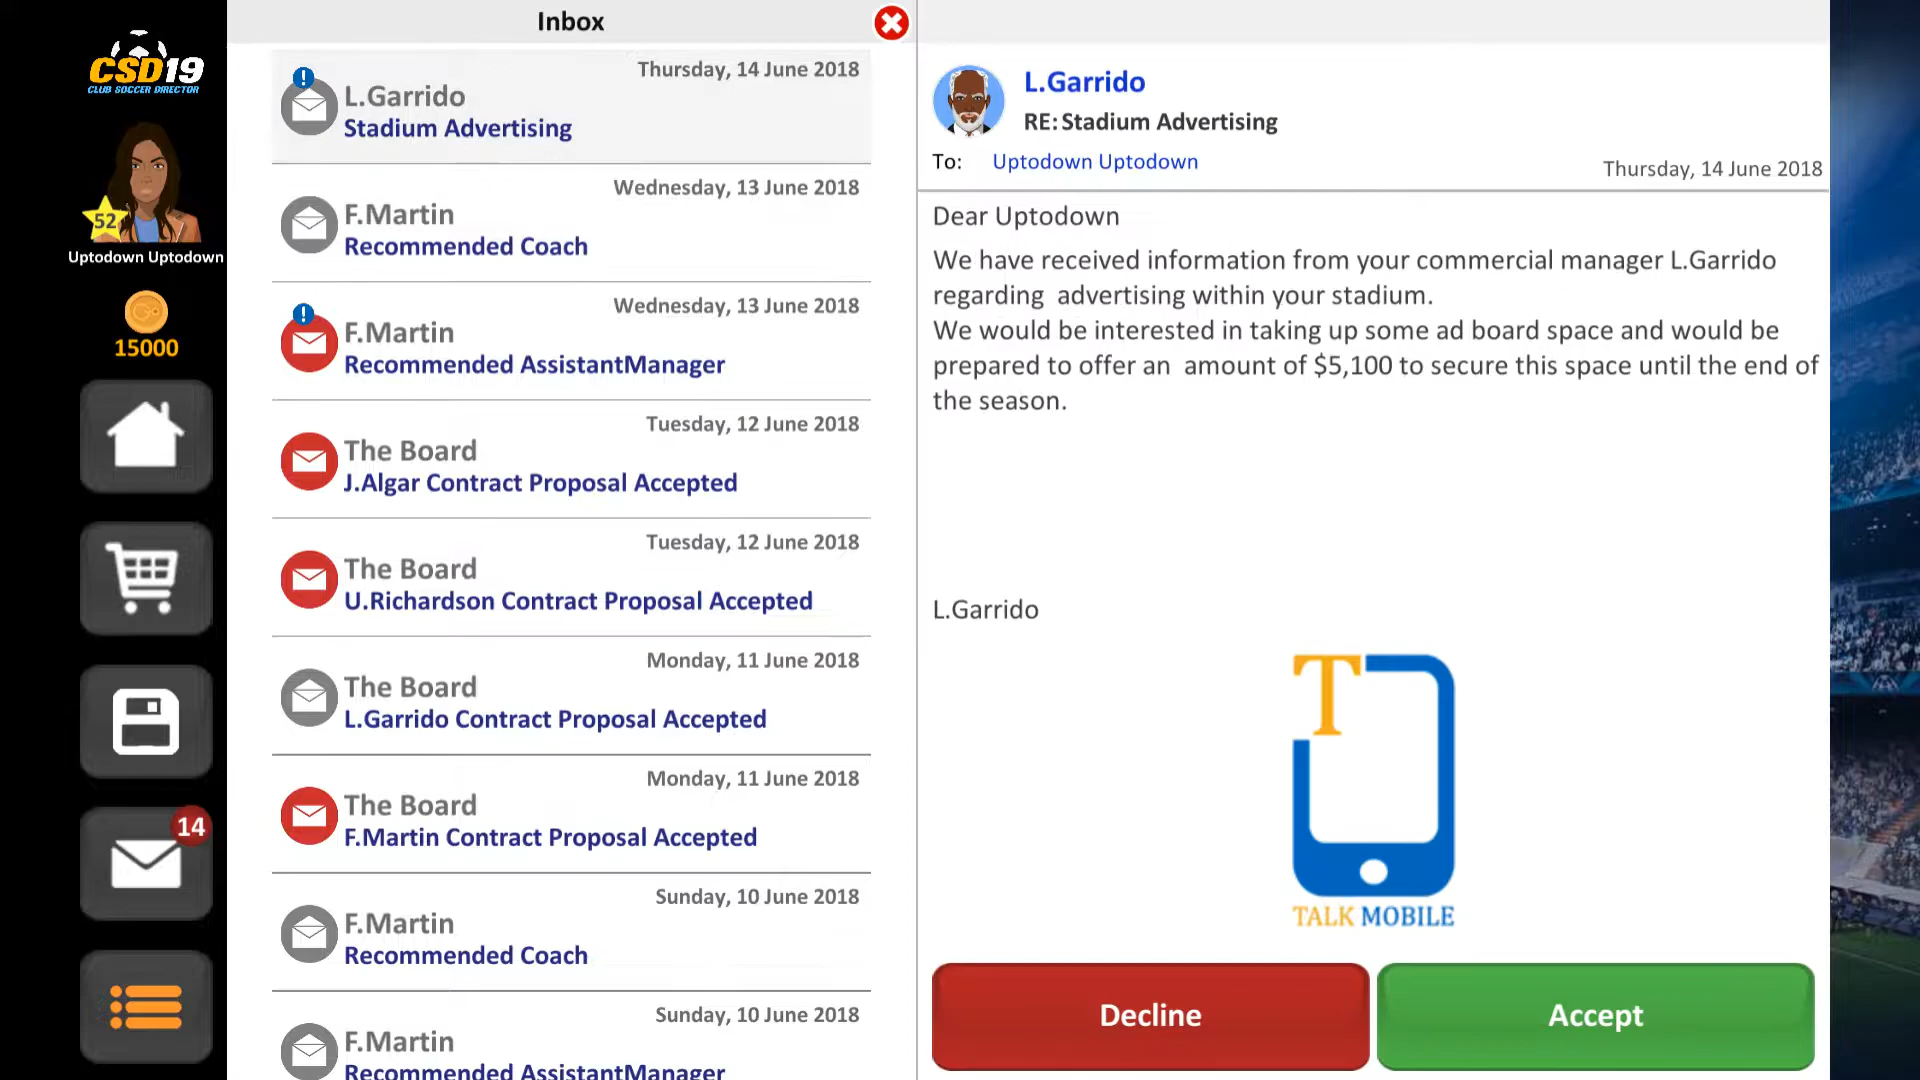 CSD19
CLUB SOCCER DIRECTOR
52
Uptodown Uptodown
15000
14
Inbox
Thursday, 14 June 2018
L.Garrido
Stadium Advertising
Wednesday, 13 June 2018
F.Martin
Recommended Coach
Wednesday, 13 June 2018
F.Martin
Recommended AssistantManager
Tuesday, 12 June 2018
The Board
J.Algar Contract Proposal Accepted
Tuesday, 12 June 2018
The Board
U.Richardson Contract Proposal Accepted
Monday, 11 June 2018
The Board
L.Garrido Contract Proposal Accepted
Monday, 11 June 2018
The Board
F.Martin Contract Proposal Accepted
Sunday, 10 June 2018
F.Martin
Recommended Coach
Sunday, 10 June 2018
F.Martin
Recommended AssistantManager
L.Garrido
RE: Stadium Advertising
To: Uptodown Uptodown
Thursday, 14 June 2018
Dear Uptodown
We have received information from your commercial manager L.Garrido
regarding  advertising within your stadium.
We would be interested in taking up some ad board space and would be
prepared to offer an  amount of $5,100 to secure this space until the end of
the season.
L.Garrido
T
TALK MOBILE
Decline
Accept